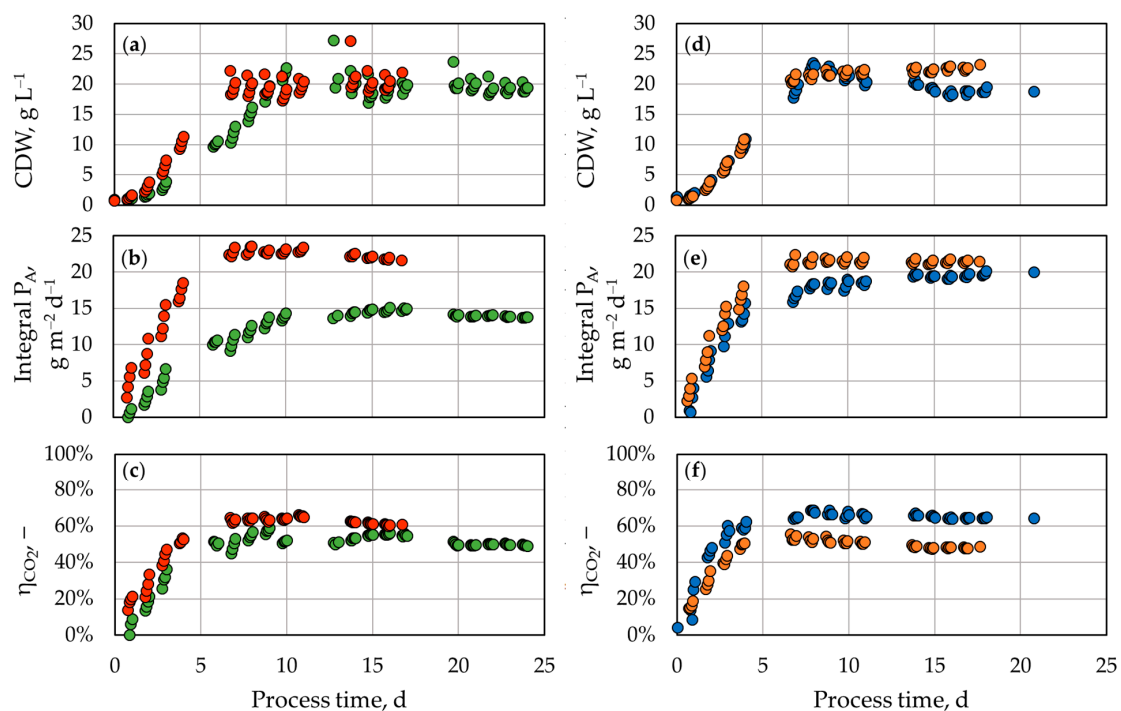 (a)
CDW, g L⁻¹
30
25
20
15
10
5
0
(b)
Integral P_A,
g m⁻² d⁻¹
25
20
15
10
5
0
(c)
η_CO₂, –
100%
80%
60%
40%
20%
0%
0 5 10 15 20 25
Process time, d
(d)
CDW, g L⁻¹
30
25
20
15
10
5
0
(e)
Integral P_A,
g m⁻² d⁻¹
25
20
15
10
5
0
(f)
η_CO₂, –
100%
80%
60%
40%
20%
0%
0 5 10 15 20 25
Process time, d